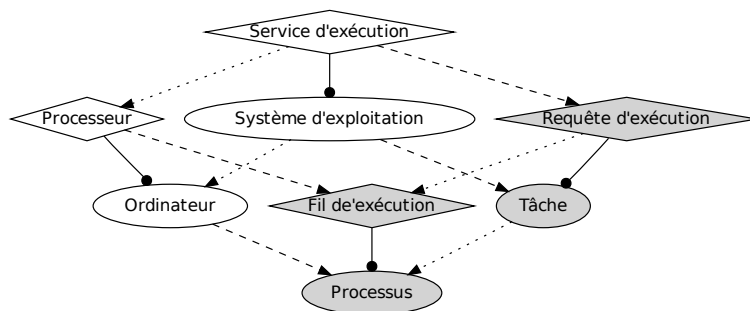 Service d'exécution
Processeur
Système d'exploitation
Requête d'exécution
Ordinateur
Fil de'exécution
Tâche
Processus